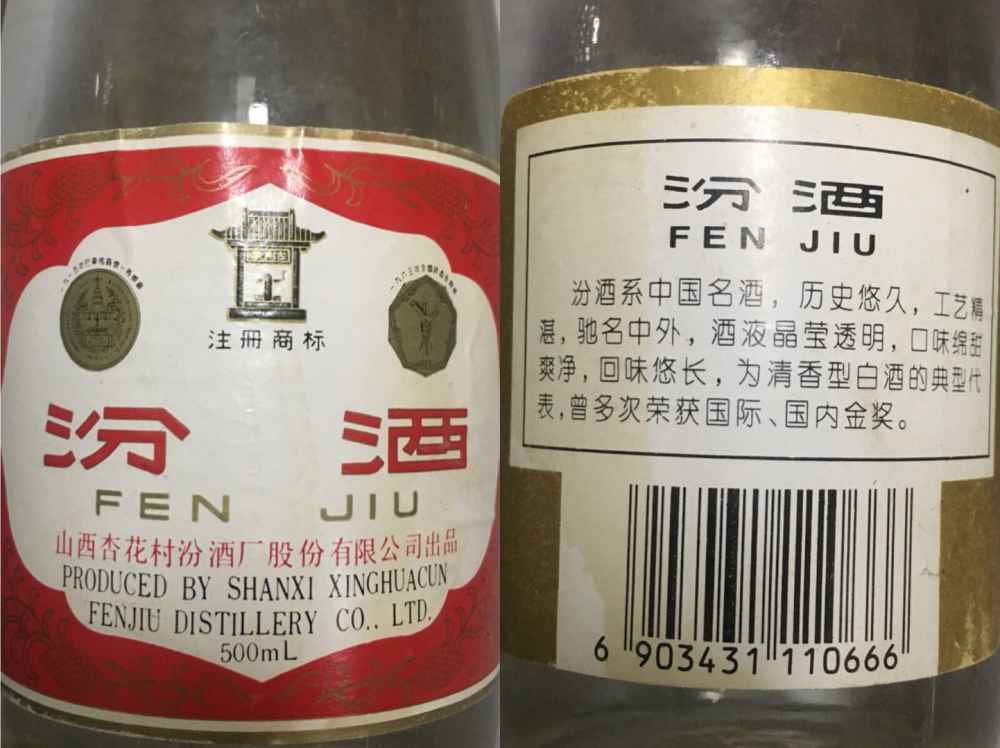 注册商标
汾 酒
FEN JIU
山西杏花村汾酒厂股份有限公司出品
PRODUCED BY SHANXI XINGHUACUN
FENJIU DISTILLERY CO., LTD.
500mL
汾 酒
FEN JIU
汾酒系中国名酒，历史悠久，工艺精
湛，驰名中外，酒液晶莹透明，口味绵甜
爽净，回味悠长，为清香型白酒的典型代
表，曾多次荣获国际、国内金奖。
6 903431 110666